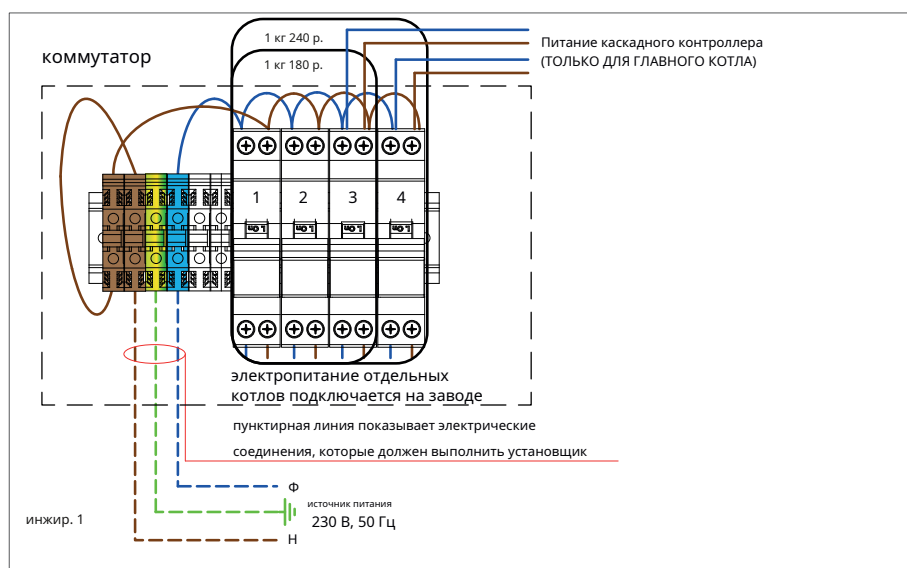 1 кг 240 р.
1 кг 180 р.
коммутатор
Питание каскадного контроллера
(ТОЛЬКО ДЛЯ ГЛАВНОГО КОТЛА)
1 2 3 4
электропитание отдельных
котлов подключается на заводе
пунктирная линия показывает электрические
соединения, которые должен выполнить установщик
Ф
источник питания
230 В, 50 Гц
Н
инжир. 1